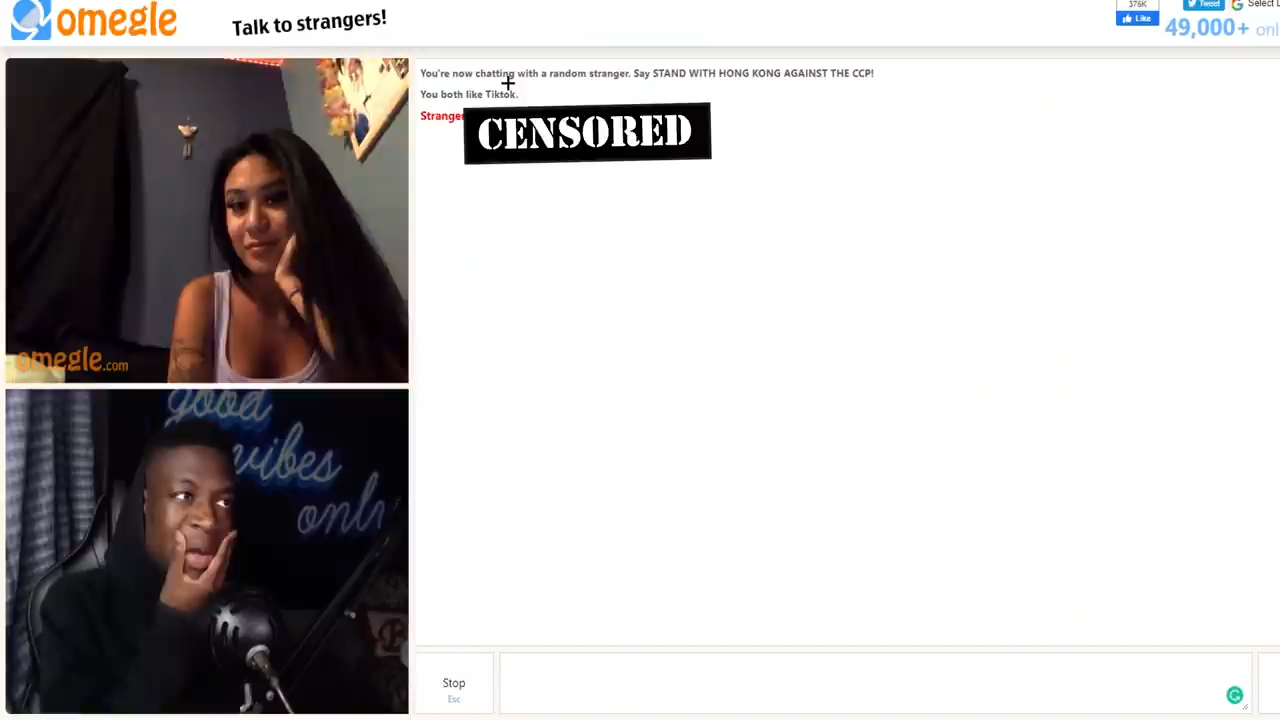 omegle
Talk to strangers!
376K
Tweet
Like
49,000+
You're now chatting with a random stranger. Say STAND WITH HONG KONG AGAINST THE CCP!
You both like Tiktok.
Stranger
CENSORED
omegle.com
good
vibes
only
Stop
Esc